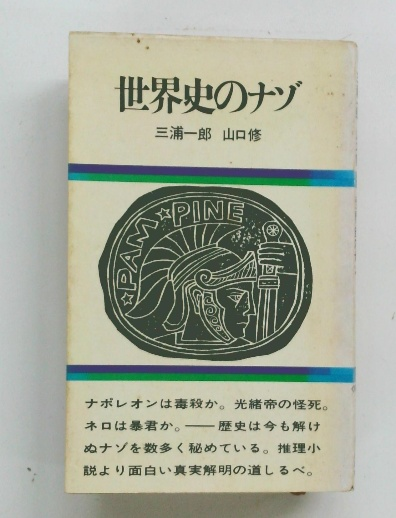 世界史のナゾ
三浦一郎 山口修
☆PAM☆PINE
ナポレオンは毒殺か。光緒帝の怪死。
ネロは暴君か。――歴史は今も解け
ぬナゾを数多く秘めている。推理小
説より面白い真実解明の道しるべ。